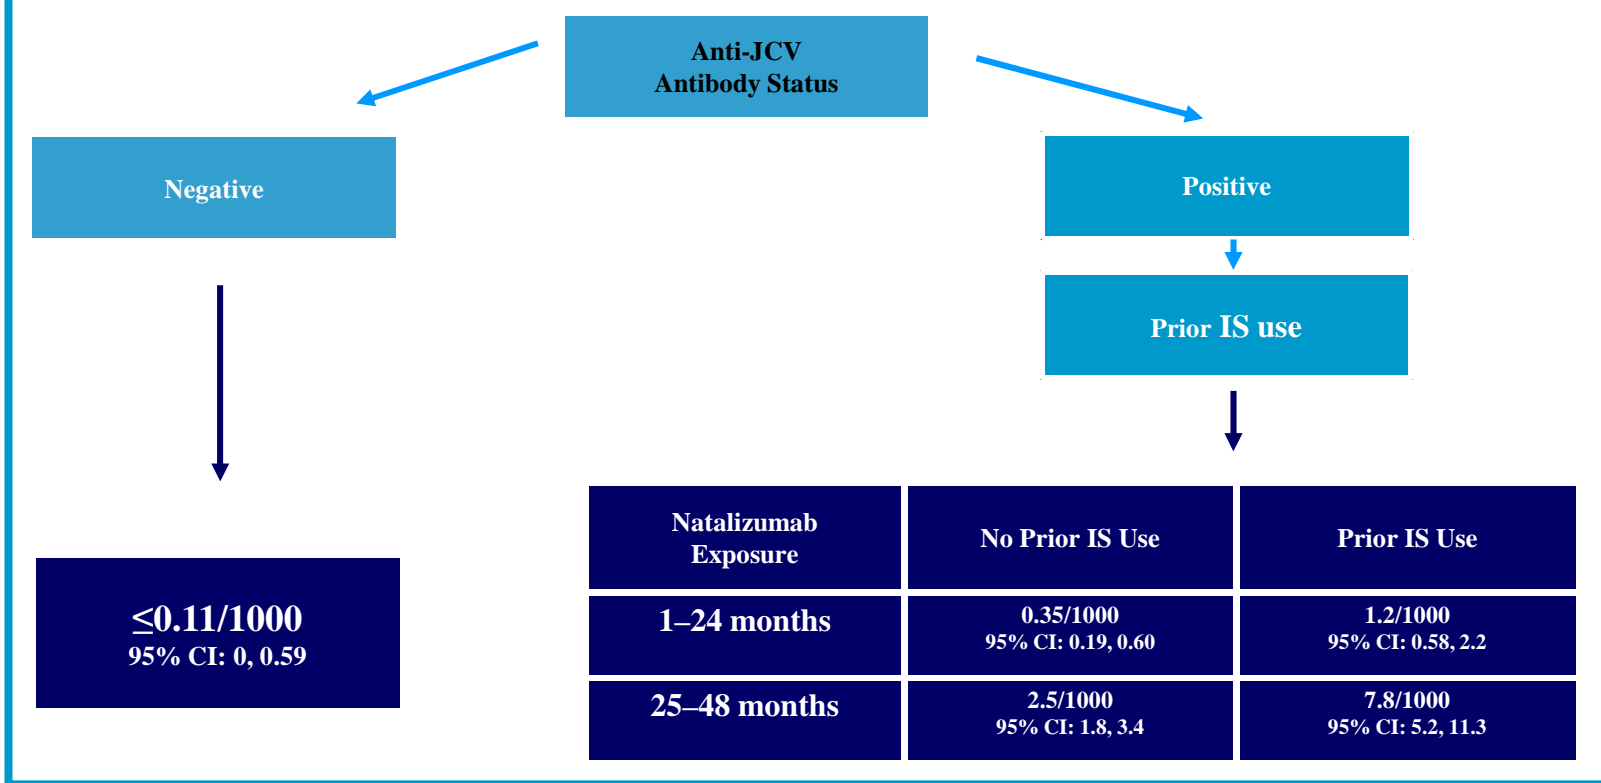 Anti-JCV
Antibody Status
Negative
Positive
Prior IS use
≤0.11/1000
95% CI: 0, 0.59
Natalizumab
Exposure
No Prior IS Use
Prior IS Use
1–24 months
0.35/1000
95% CI: 0.19, 0.60
1.2/1000
95% CI: 0.58, 2.2
25–48 months
2.5/1000
95% CI: 1.8, 3.4
7.8/1000
95% CI: 5.2, 11.3